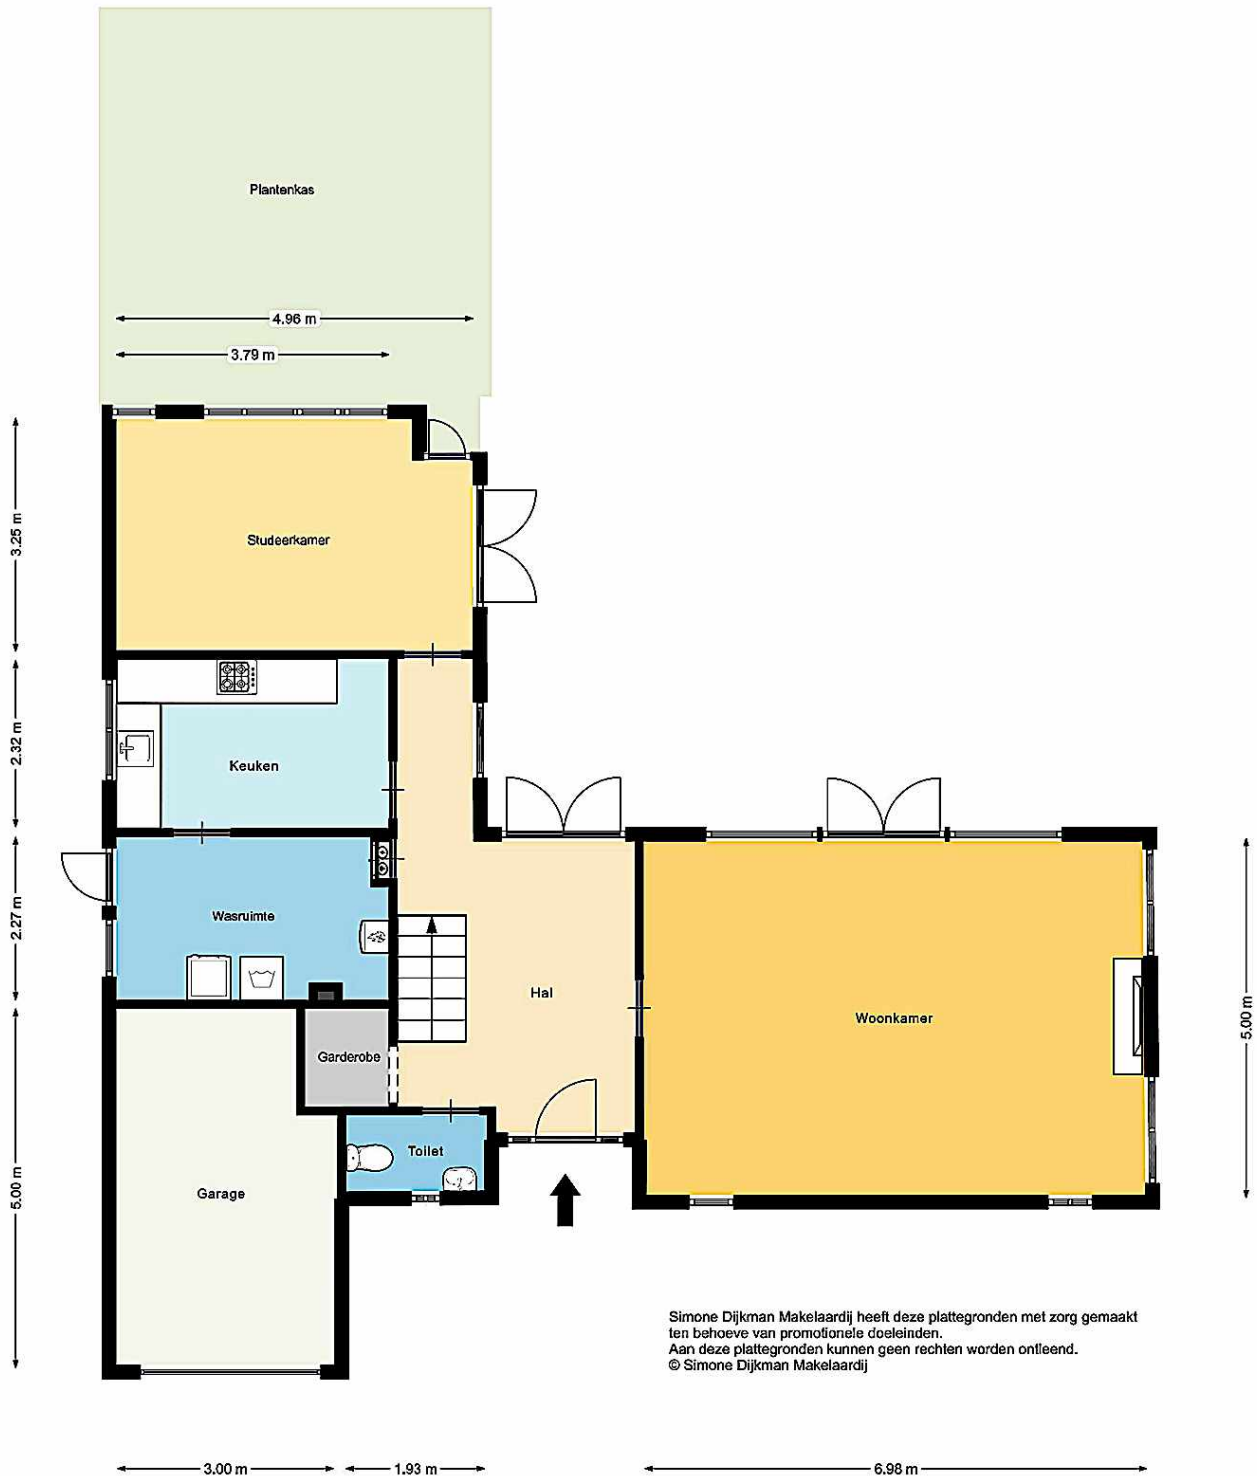 Plantenkas
4.96 m
3.79 m
3.25 m
Studeerkamer
2.32 m
Keuken
2.27 m
Wasruimte
Hal
Woonkamer
5.00 m
Garderobe
Toilet
5.00 m
Garage
Simone Dijkman Makelaardij heeft deze plattegronden met zorg gemaakt
ten behoeve van promotionele doeleinden.
Aan deze plattegronden kunnen geen rechten worden ontleend.
© Simone Dijkman Makelaardij
3.00 m
1.93 m
6.98 m